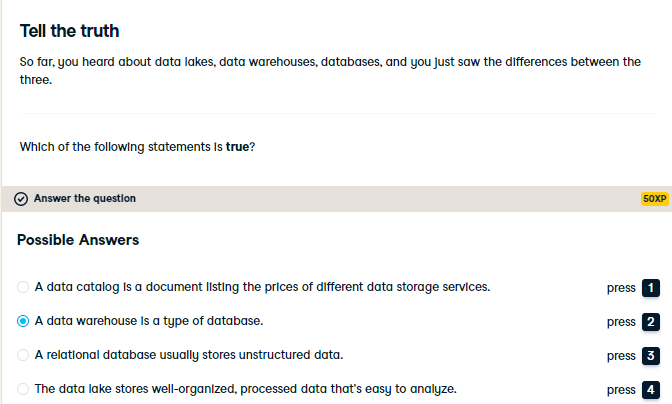 Tell the truth
So far, you heard about data lakes, data warehouses, databases, and you just saw the differences between the
three.
Which of the following statements is true?
Answer the question
50XP
Possible Answers
A data catalog is a document listing the prices of different data storage services.
press 1
A data warehouse is a type of database.
press 2
A relational database usually stores unstructured data.
press 3
The data lake stores well-organized, processed data that's easy to analyze.
press 4